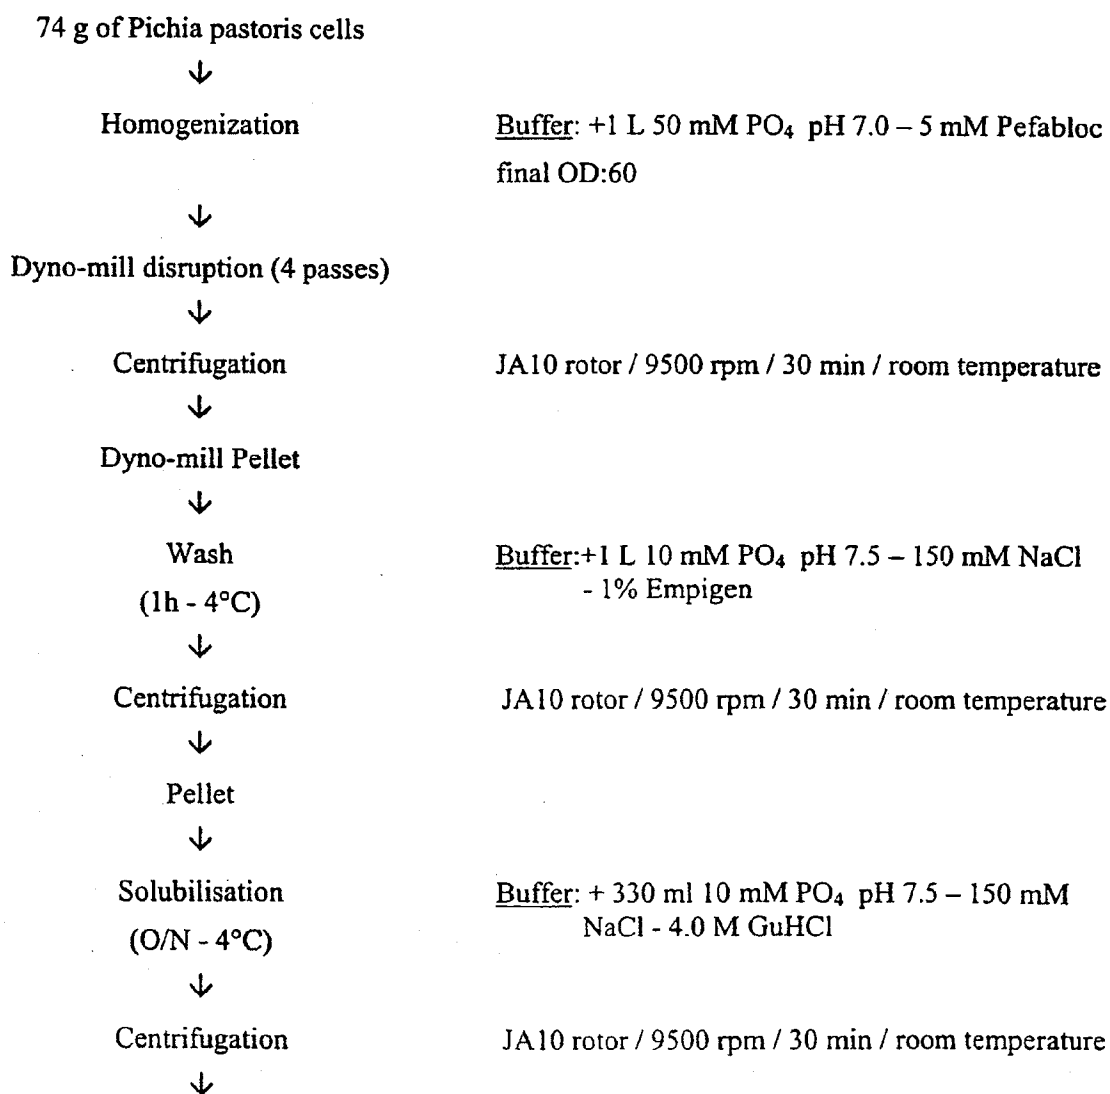 74 g of Pichia pastoris cells
↓
Homogenization Buffer: +1 L 50 mM PO₄ pH 7.0 – 5 mM Pefabloc
final OD:60
↓
Dyno-mill disruption (4 passes)
↓
Centrifugation JA10 rotor / 9500 rpm / 30 min / room temperature
↓
Dyno-mill Pellet
↓
Wash Buffer:+1 L 10 mM PO₄ pH 7.5 – 150 mM NaCl
(1h - 4°C) - 1% Empigen
↓
Centrifugation JA10 rotor / 9500 rpm / 30 min / room temperature
↓
Pellet
↓
Solubilisation Buffer: + 330 ml 10 mM PO₄ pH 7.5 – 150 mM
(O/N - 4°C) NaCl - 4.0 M GuHCl
↓
Centrifugation JA10 rotor / 9500 rpm / 30 min / room temperature
↓